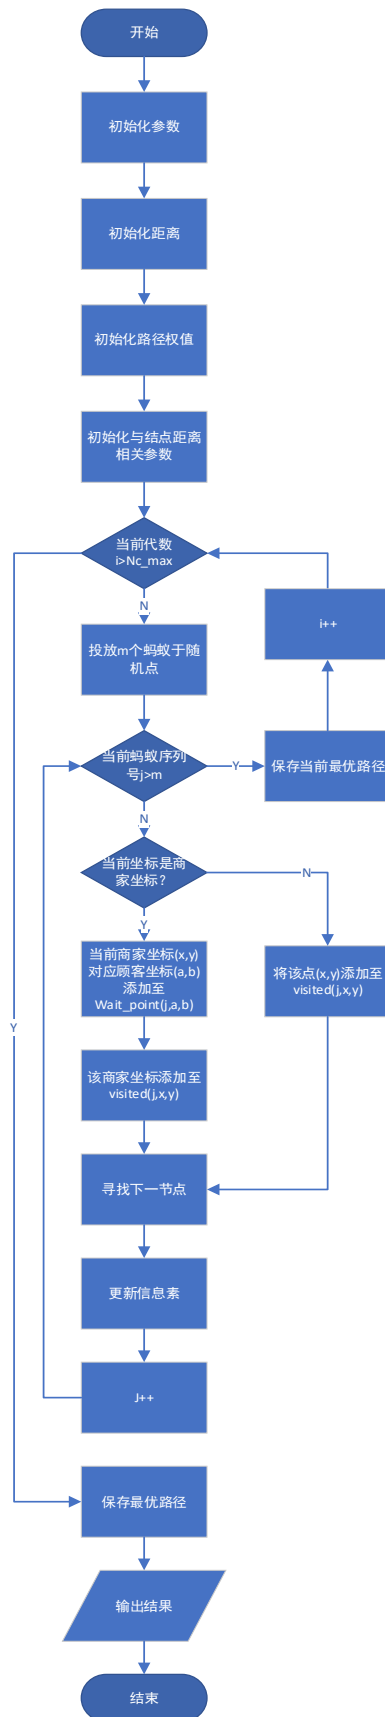 开始
初始化参数
初始化距离
初始化路径权值
初始化与结点距离
相关参数
当前代数
i>Nc_max
N
i++
投放m个蚂蚁于随
机点
当前蚂蚁序列
号j>m
Y
保存当前最优路径
N
当前坐标是商
家坐标？
N
Y
当前商家坐标(x,y)
对应顾客坐标(a,b)
添加至
Wait_point(j,a,b)
将该点(x,y)添加至
visited(j,x,y)
Y
该商家坐标添加至
visited(j,x,y)
寻找下一节点
更新信息素
J++
保存最优路径
输出结果
结束